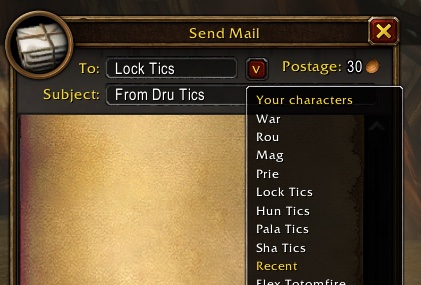 Send Mail
To: Lock Tics v Postage: 30
Subject: From Dru Tics
Your characters
War
Rou
Mag
Prie
Lock Tics
Hun Tics
Pala Tics
Sha Tics
Recent
Flex Totomfire